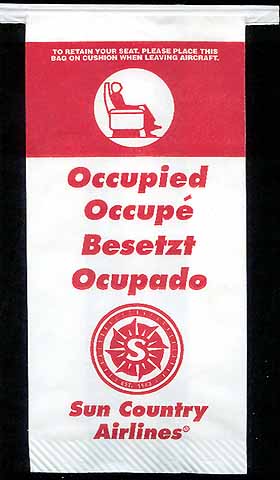 TO RETAIN YOUR SEAT, PLEASE PLACE THIS
BAG ON CUSHION WHEN LEAVING AIRCRAFT.
Occupied
Occupé
Besetzt
Ocupado
S
Sun Country
Airlines®